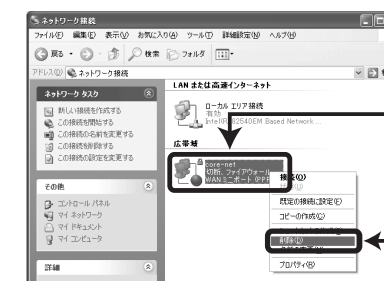 ネットワーク接続
ファイル(F) 編集(E) 表示(V) お気に入り(A) ツール(T) 詳細設定(N) ヘルプ(H)
戻る 検索 フォルダ
アドレス(D) ネットワーク接続 移動
LAN または高速インターネット
ネットワーク タスク
新しい接続を作成する
この接続を開始する
この接続の名前を変更する
この接続を削除する
この接続の設定を変更する
ローカル エリア接続
有効
Intel(R) 82540EM Based Network ...
広帯域
core-net
切断、ファイアウォール
WAN ミニポート (PPP
接続(O)
既定の接続に設定(F)
コピーの作成(C)
削除(D)
プロパティ(R)
その他
コントロール パネル
マイ ネットワーク
マイ ドキュメント
マイ コンピュータ
詳細